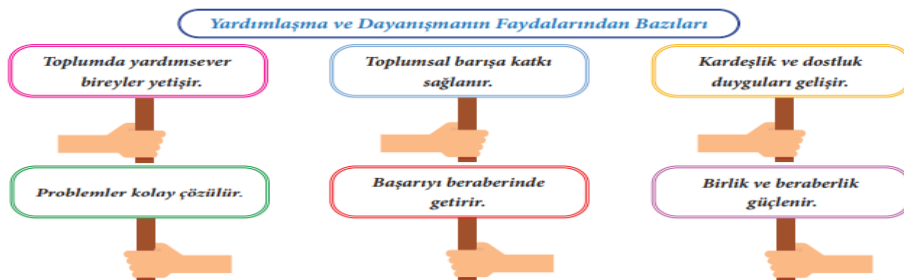 Yardımlaşma ve Dayanışmanın Faydalarından Bazıları
Toplumda yardımsever
bireyler yetişir.
Toplumsal barışa katkı
sağlanır.
Kardeşlik ve dostluk
duyguları gelişir.
Problemler kolay çözülür.
Başarıyı beraberinde
getirir.
Birlik ve beraberlik
güçlenir.